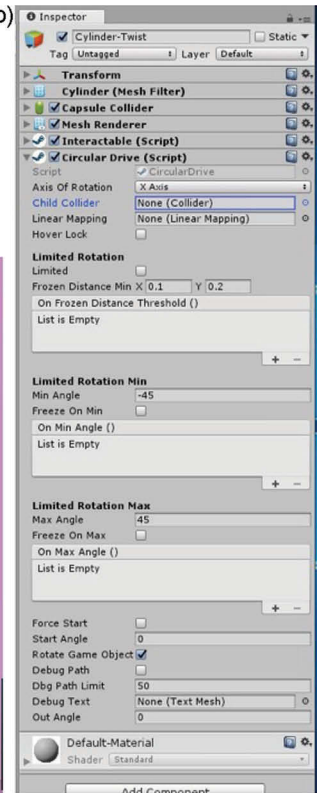 b)
Inspector
Cylinder-Twist Static
Tag Untagged Layer Default
Transform
Cylinder (Mesh Filter)
Capsule Collider
Mesh Renderer
Interactable (Script)
Circular Drive (Script)
Script CircularDrive
Axis Of Rotation X Axis
Child Collider None (Collider)
Linear Mapping None (Linear Mapping)
Hover Lock
Limited Rotation
Limited
Frozen Distance Min X 0.1 Y 0.2
On Frozen Distance Threshold ()
List is Empty
+ −
Limited Rotation Min
Min Angle -45
Freeze On Min
On Min Angle ()
List is Empty
+ −
Limited Rotation Max
Max Angle 45
Freeze On Max
On Max Angle ()
List is Empty
+ −
Force Start
Start Angle 0
Rotate Game Object
Debug Path
Dbg Path Limit 50
Debug Text None (Text Mesh)
Out Angle 0
Default-Material
Shader Standard
Add Component